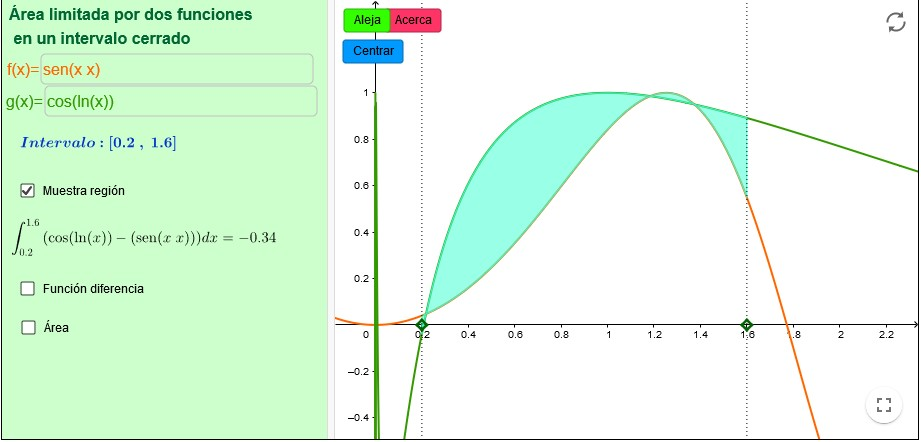 Área limitada por dos funciones
en un intervalo cerrado
f(x)= sen(x x)
g(x)= cos(ln(x))
Intervalo : [0.2 , 1.6]
Muestra región
∫_{0.2}^{1.6} (cos(ln(x)) − (sen(x x)))dx = −0.34
Función diferencia
Área
Aleja Acerca
Centrar
1
0.8
0.6
0.4
0.2
0 0.2 0.4 0.6 0.8 1 1.2 1.4 1.6 1.8 2 2.2
−0.2
−0.4